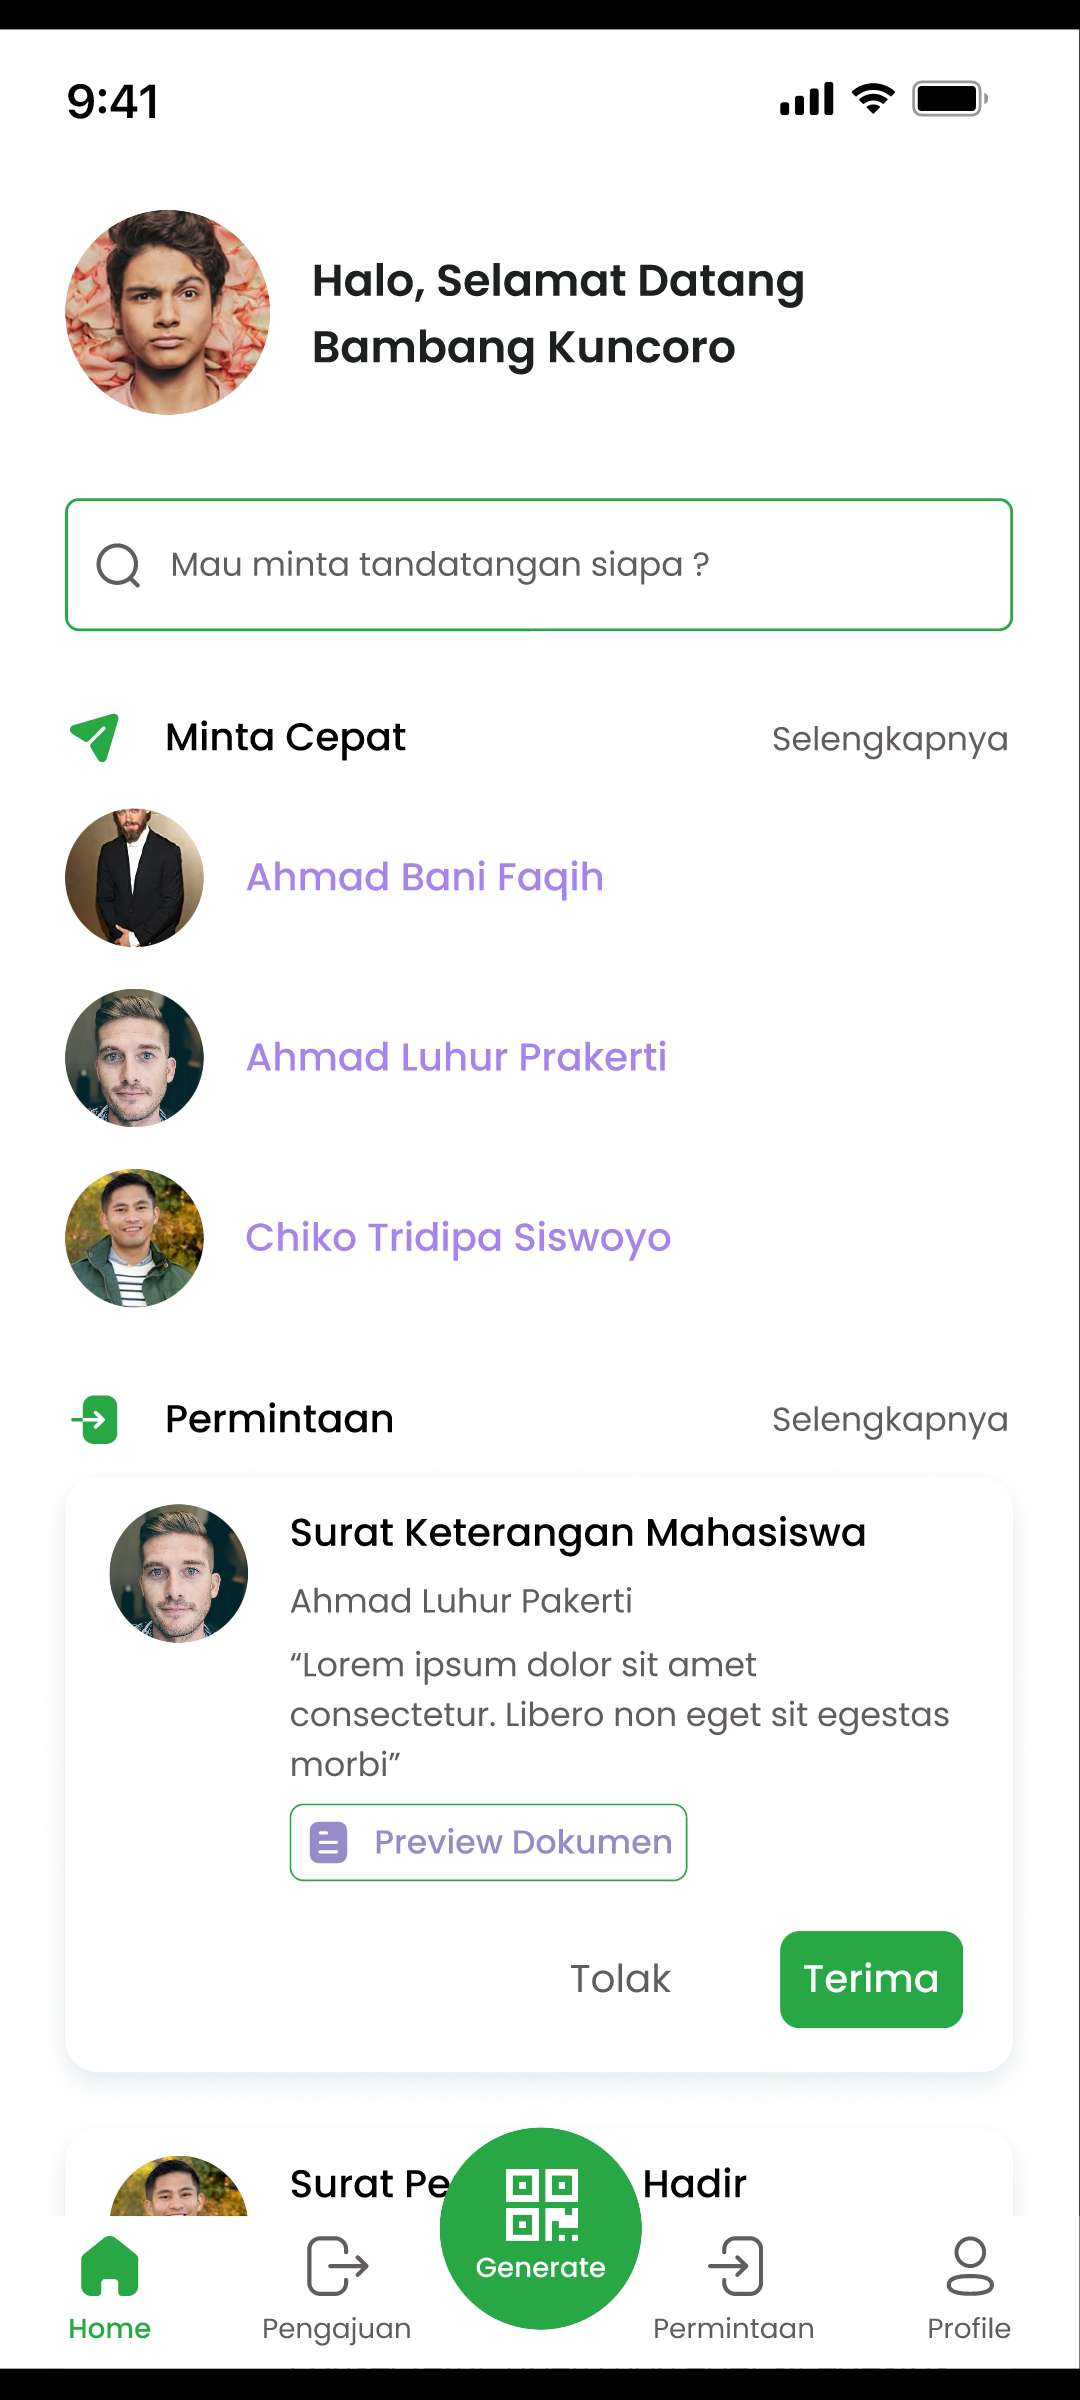 9:41
Halo, Selamat Datang
Bambang Kuncoro
Mau minta tandatangan siapa ?
Minta Cepat
Selengkapnya
Ahmad Bani Faqih
Ahmad Luhur Prakerti
Chiko Tridipa Siswoyo
Permintaan
Selengkapnya
Surat Keterangan Mahasiswa
Ahmad Luhur Pakerti
“Lorem ipsum dolor sit amet
consectetur. Libero non eget sit egestas
morbi”
Preview Dokumen
Tolak
Terima
Surat Pe Hadir
Generate
Home
Pengajuan
Permintaan
Profile